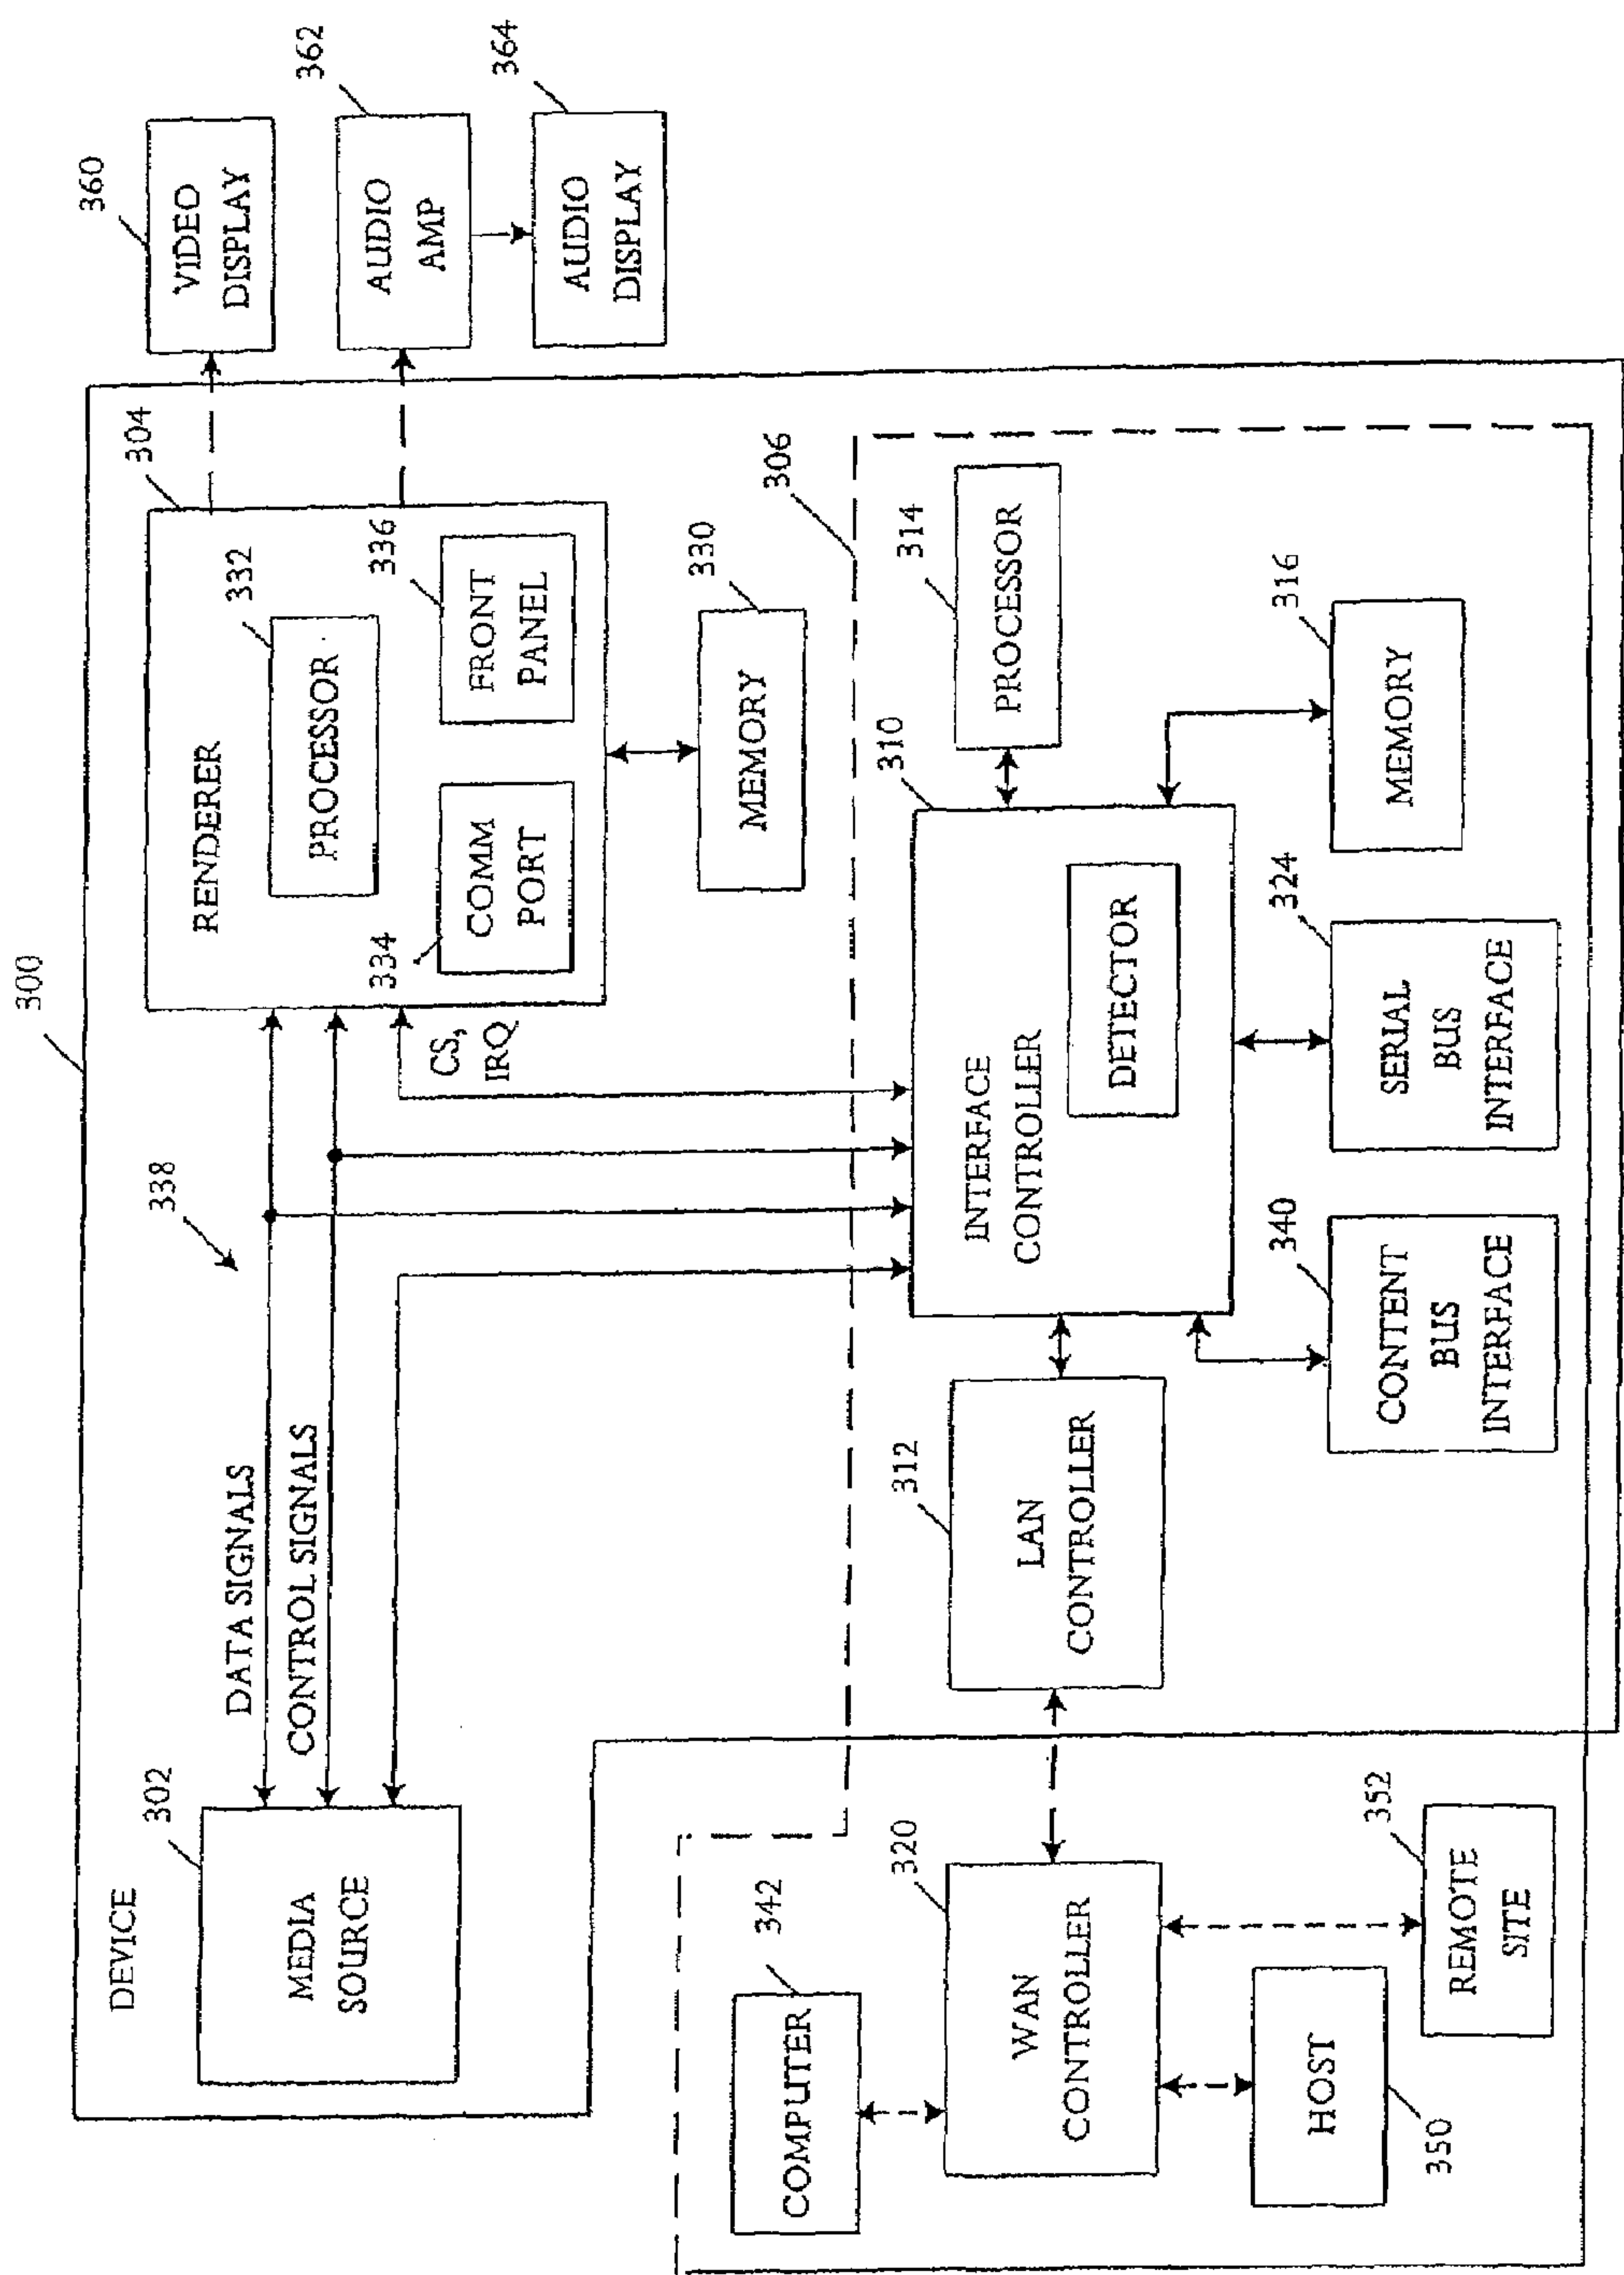 300
DEVICE
302
MEDIA
SOURCE
DATA SIGNALS
CONTROL SIGNALS
338
CS,
IRQ
304
RENDERER
332
PROCESSOR
334
COMM
PORT
336
FRONT
PANEL
330
MEMORY
360
VIDEO
DISPLAY
362
AUDIO
AMP
364
AUDIO
DISPLAY
306
310
INTERFACE
CONTROLLER
DETECTOR
314
PROCESSOR
316
MEMORY
312
LAN
CONTROLLER
340
CONTENT
BUS
INTERFACE
324
SERIAL
BUS
INTERFACE
342
COMPUTER
320
WAN
CONTROLLER
350
HOST
352
REMOTE
SITE